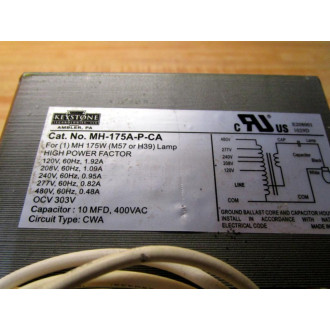 KEYSTONE
AMBLER, PA
Cat. No. MH-175A-P-CA
For (1) MH 175W (M57 or H39) Lamp
HIGH POWER FACTOR
120V, 60Hz, 1.92A
208V, 60Hz, 1.09A
240V, 60Hz, 0.95A
277V, 60Hz, 0.82A
480V, 60Hz, 0.48A
OCV 303V
Capacitor: 10 MFD, 400VAC
Circuit Type: CWA
C UL US
480V
277V
240V
208V
120V
LINE
COM
Cap
Capacitor
Lamp
COM
GROUND BALLAST CORE AND CAPACITOR
INSTALL IN ACCORDANCE WITH NAT
ELECTRICAL CODE